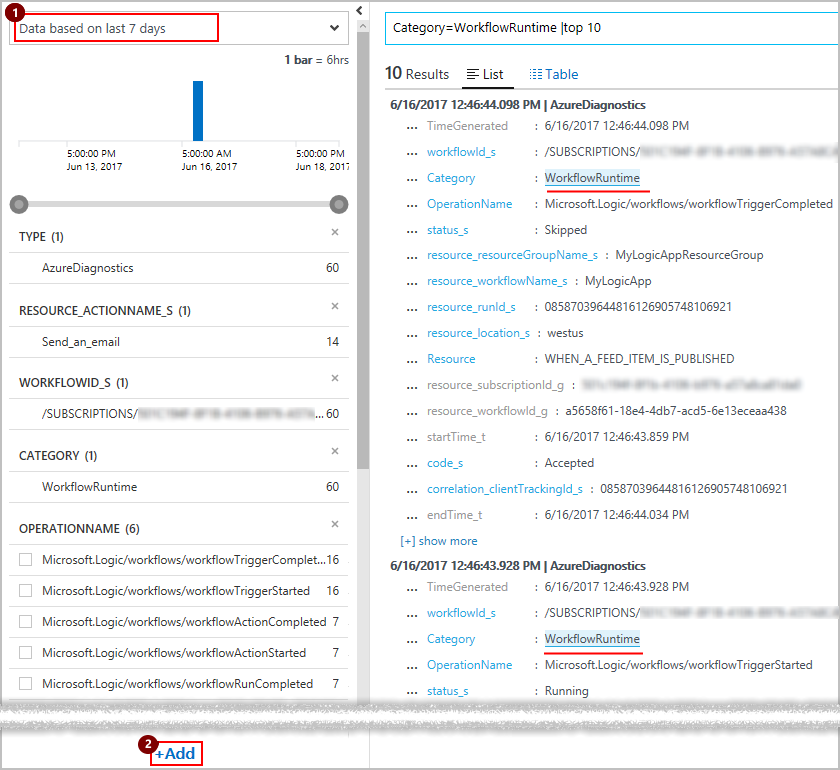 1
Data based on last 7 days
1 bar = 6hrs
5:00:00 PM
Jun 13, 2017
5:00:00 AM
Jun 16, 2017
5:00:00 PM
Jun 18, 2017
TYPE (1)
AzureDiagnostics 60
RESOURCE_ACTIONNAME_S (1)
Send_an_email 14
WORKFLOWID_S (1)
/SUBSCRIPTIONS/ ...60
CATEGORY (1)
WorkflowRuntime 60
OPERATIONNAME (6)
Microsoft.Logic/workflows/workflowTriggerComplet...16
Microsoft.Logic/workflows/workflowTriggerStarted 16
Microsoft.Logic/workflows/workflowActionCompleted 7
Microsoft.Logic/workflows/workflowActionStarted 7
Microsoft.Logic/workflows/workflowRunCompleted 7
2
+Add
Category=WorkflowRuntime |top 10
10 Results List Table
6/16/2017 12:46:44.098 PM | AzureDiagnostics
... TimeGenerated : 6/16/2017 12:46:44.098 PM
... workflowId_s : /SUBSCRIPTIONS/
... Category : WorkflowRuntime
... OperationName : Microsoft.Logic/workflows/workflowTriggerCompleted
... status_s : Skipped
... resource_resourceGroupName_s : MyLogicAppResourceGroup
... resource_workflowName_s : MyLogicApp
... resource_runId_s : 08587039644816126905748106921
... resource_location_s : westus
... Resource : WHEN_A_FEED_ITEM_IS_PUBLISHED
... resource_subscriptionId_g :
... resource_workflowId_g : a5658f61-18e4-4db7-acd5-6e13eceaa438
... startTime_t : 6/16/2017 12:46:43.859 PM
... code_s : Accepted
... correlation_clientTrackingId_s : 08587039644816126905748106921
... endTime_t : 6/16/2017 12:46:44.034 PM
[+] show more
6/16/2017 12:46:43.928 PM | AzureDiagnostics
... TimeGenerated : 6/16/2017 12:46:43.928 PM
... workflowId_s : /SUBSCRIPTIONS/
... Category : WorkflowRuntime
... OperationName : Microsoft.Logic/workflows/workflowTriggerStarted
... status_s : Running